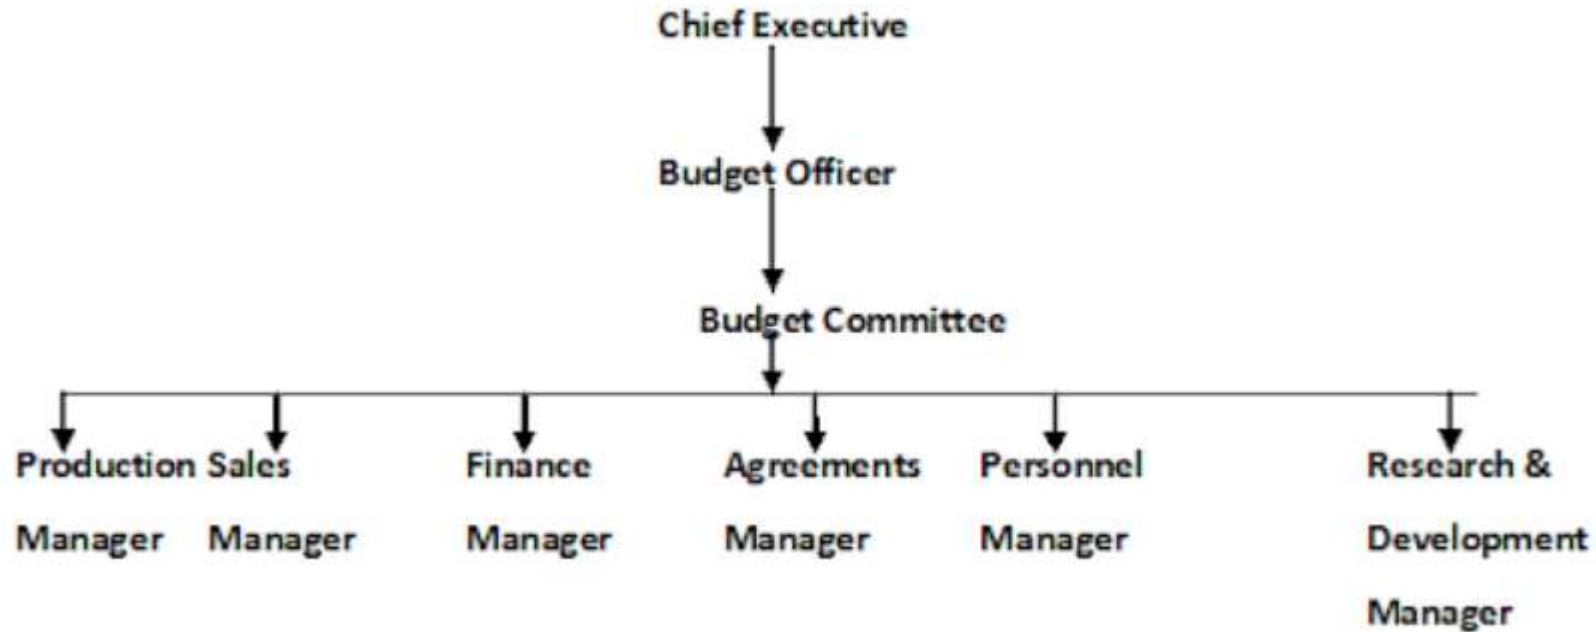 Chief Executive
Budget Officer
Budget Committee
Production Sales Finance Agreements Personnel Research &
Manager Manager Manager Manager Manager Development
Manager